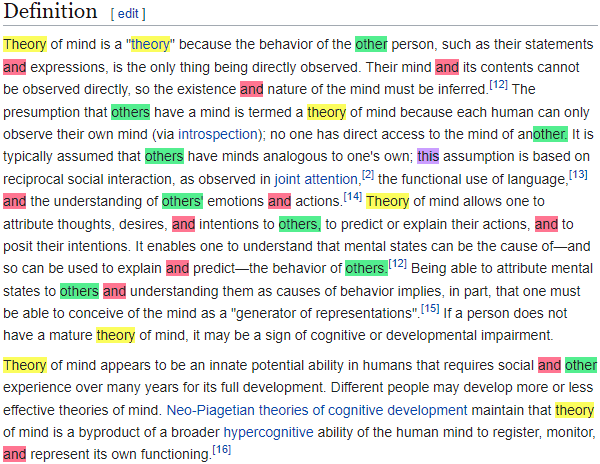 Definition [ edit ]
Theory of mind is a "theory" because the behavior of the other person, such as their statements
and expressions, is the only thing being directly observed. Their mind and its contents cannot
be observed directly, so the existence and nature of the mind must be inferred.[12] The
presumption that others have a mind is termed a theory of mind because each human can only
observe their own mind (via introspection); no one has direct access to the mind of another. It is
typically assumed that others have minds analogous to one's own; this assumption is based on
reciprocal social interaction, as observed in joint attention,[2] the functional use of language,[13]
and the understanding of others' emotions and actions.[14] Theory of mind allows one to
attribute thoughts, desires, and intentions to others, to predict or explain their actions, and to
posit their intentions. It enables one to understand that mental states can be the cause of—and
so can be used to explain and predict—the behavior of others.[12] Being able to attribute mental
states to others and understanding them as causes of behavior implies, in part, that one must
be able to conceive of the mind as a "generator of representations".[15] If a person does not
have a mature theory of mind, it may be a sign of cognitive or developmental impairment.
Theory of mind appears to be an innate potential ability in humans that requires social and other
experience over many years for its full development. Different people may develop more or less
effective theories of mind. Neo-Piagetian theories of cognitive development maintain that theory
of mind is a byproduct of a broader hypercognitive ability of the human mind to register, monitor,
and represent its own functioning.[16]